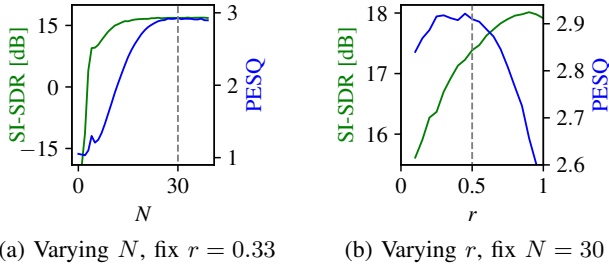 SI-SDR [dB]
15
0
−15
3
2
1
PESQ
0
30
N
SI-SDR [dB]
18
17
16
2.9
2.8
2.7
2.6
PESQ
0
0.5
1
r
(a) Varying N, fix r = 0.33
(b) Varying r, fix N = 30